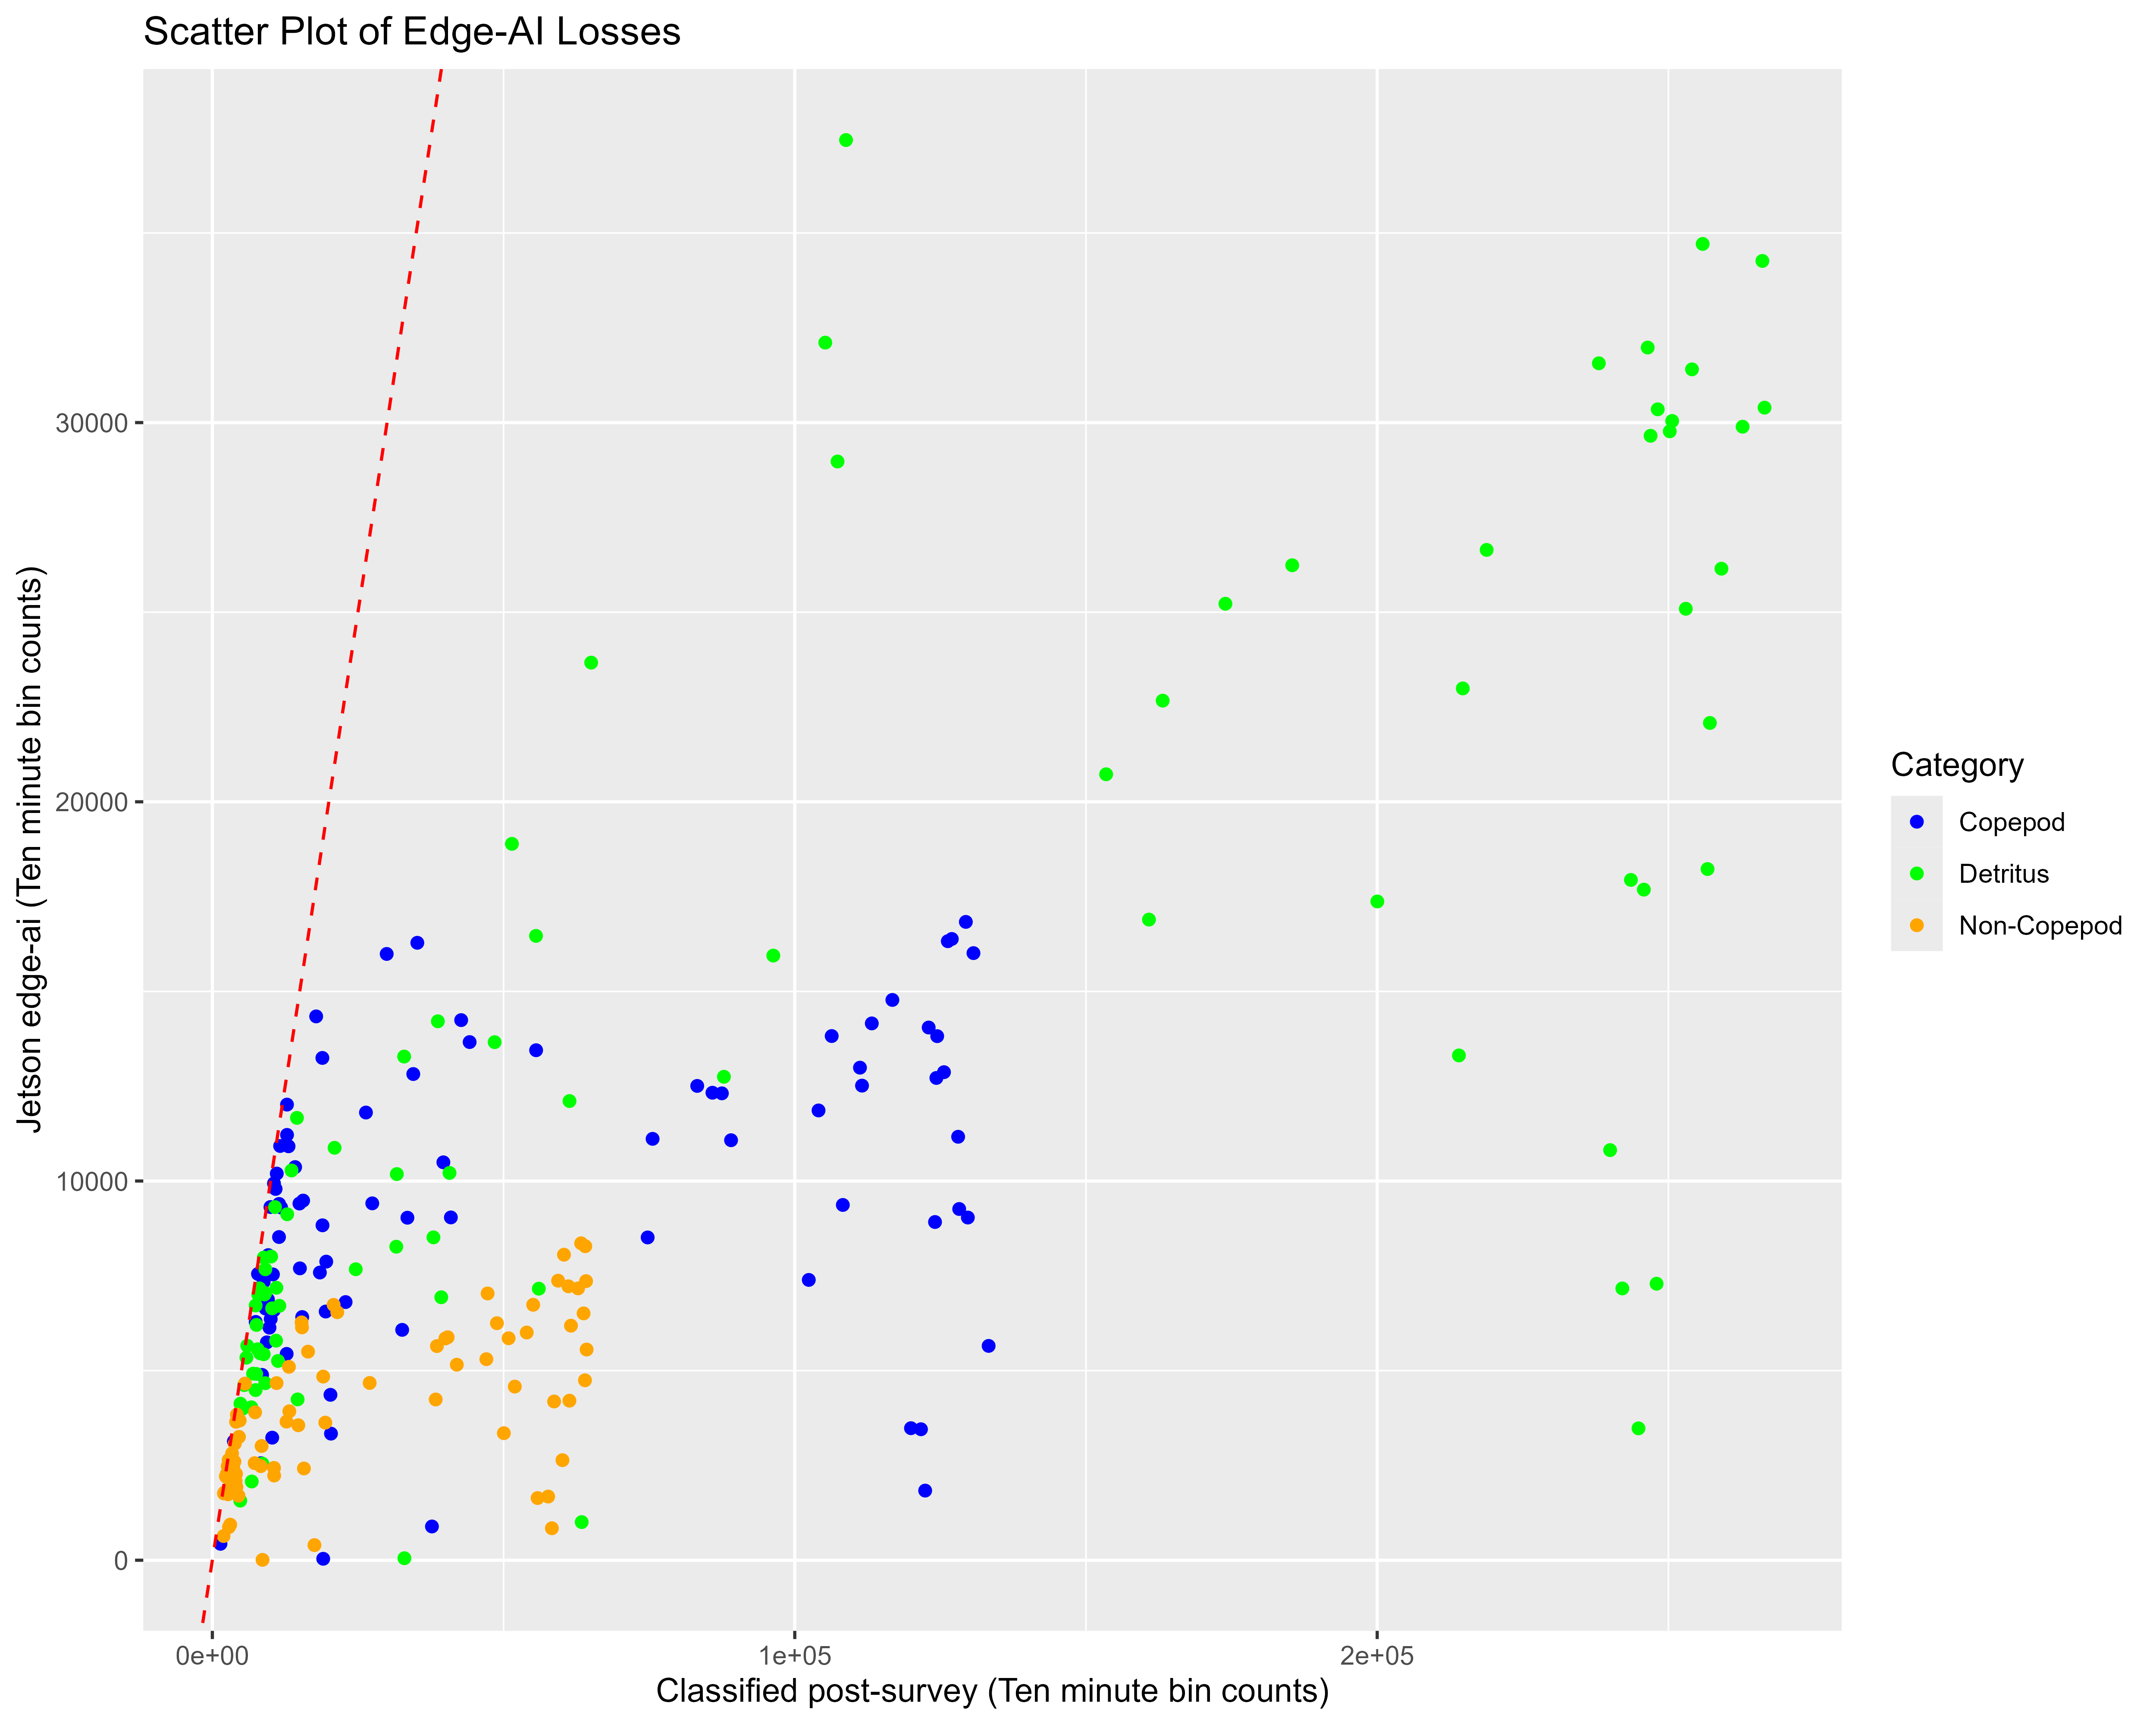 Scatter Plot of Edge-AI Losses
Jetson edge-ai (Ten minute bin counts)
30000
20000
10000
0
0e+00
1e+05
2e+05
Classified post-survey (Ten minute bin counts)
Category
Copepod
Detritus
Non-Copepod